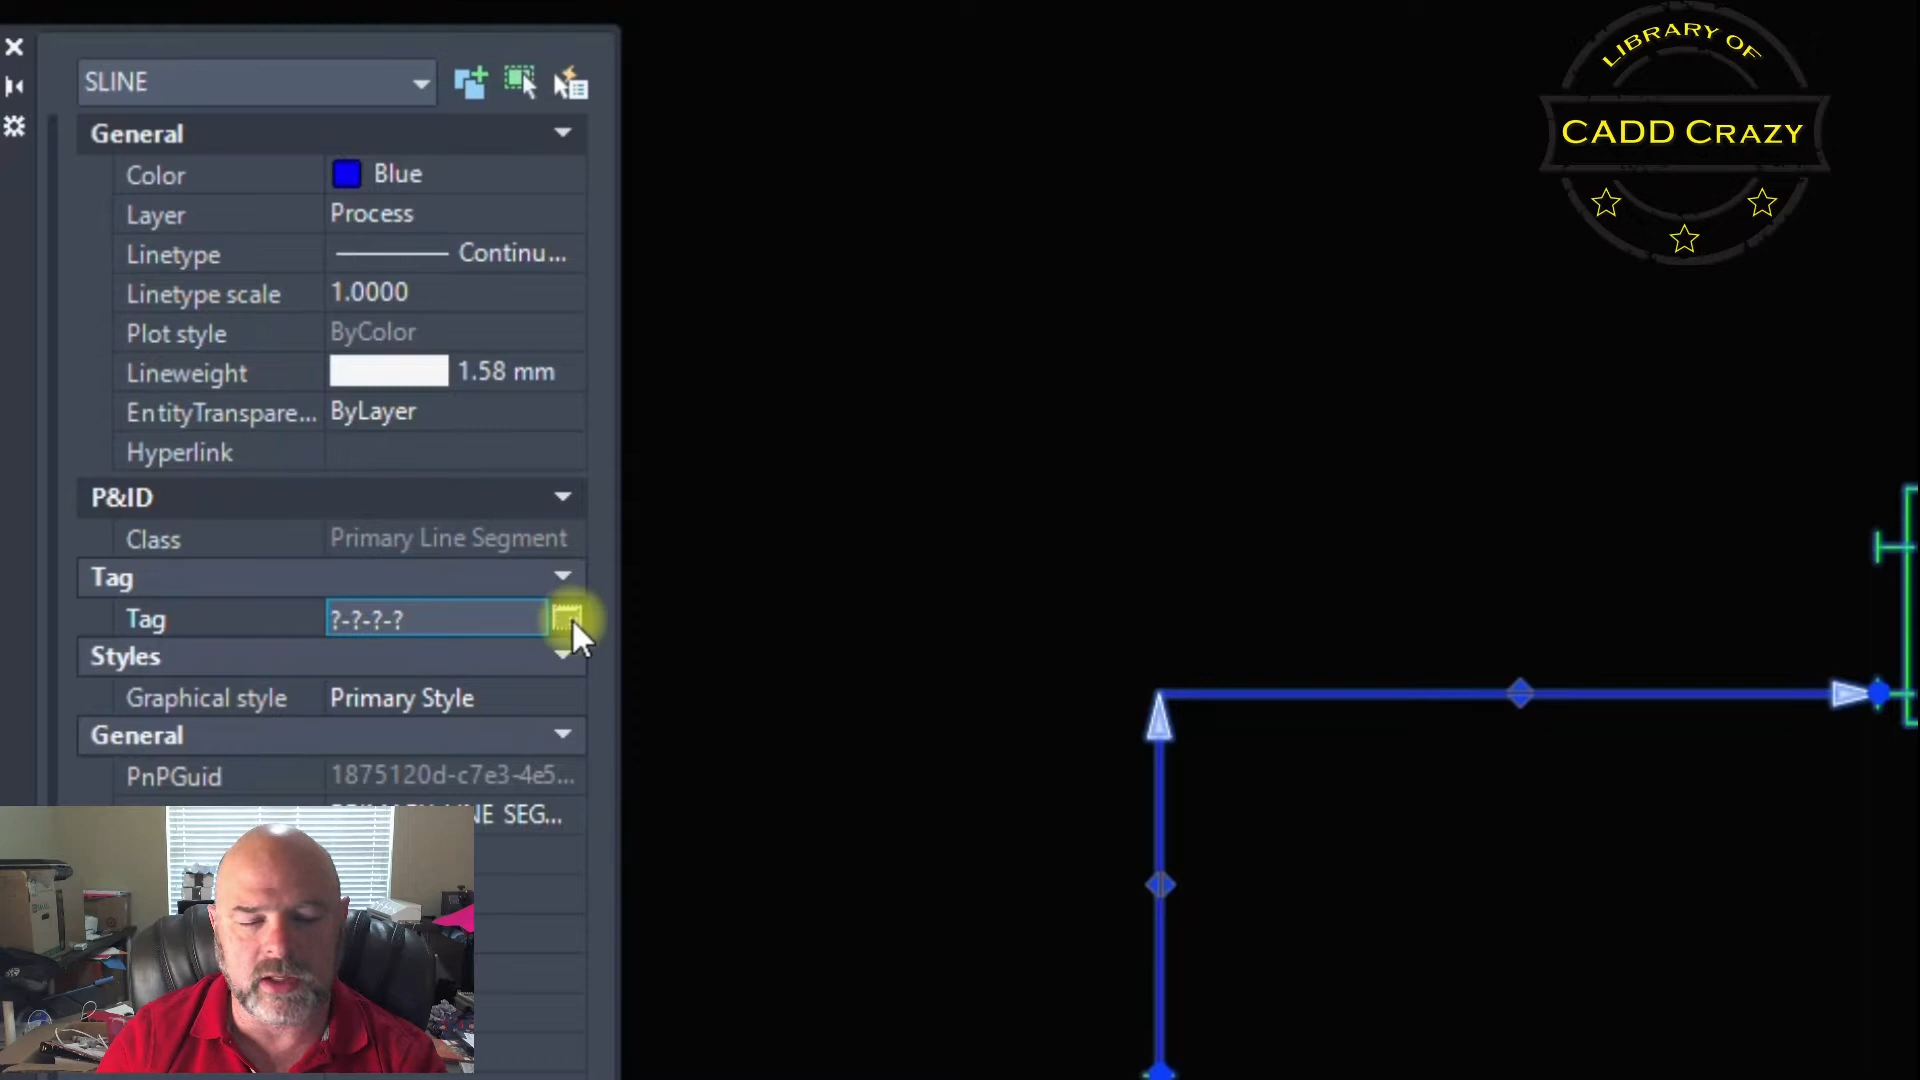 LIBRARY OF
CADD CRAZY
SLINE
General
Color Blue
Layer Process
Linetype Continu...
Linetype scale 1.0000
Plot style ByColor
Lineweight 1.58 mm
EntityTranspare... ByLayer
Hyperlink
P&ID
Class Primary Line Segment
Tag
Tag ?-?-?-?
Styles
Graphical style Primary Style
General
PnPGuid 1875120d-c7e3-4e5...
SEG...